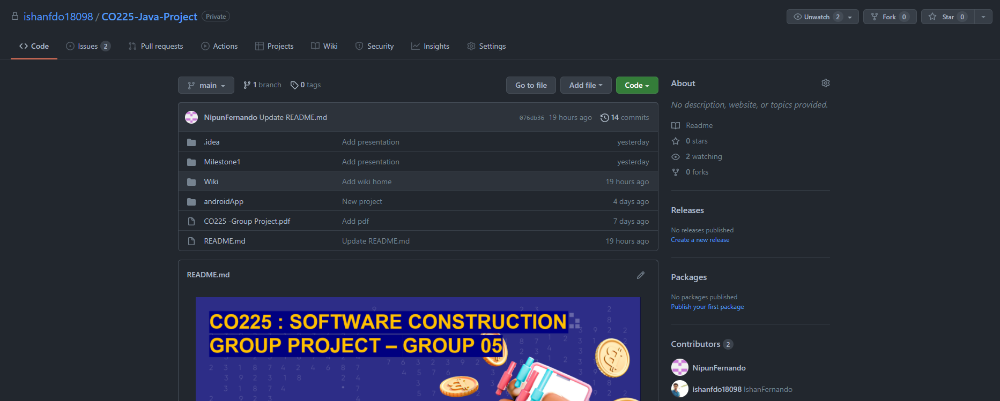 ishanfdo18098 / CO225-Java-Project Private
Unwatch 2 Fork 0 Star 0
Code Issues 2 Pull requests Actions Projects Wiki Security Insights Settings
main 1 branch 0 tags Go to file Add file Code
NipunFernando Update README.md 076db36 19 hours ago 14 commits
.idea Add presentation yesterday
Milestone1 Add presentation yesterday
Wiki Add wiki home 19 hours ago
androidApp New project 4 days ago
CO225 -Group Project.pdf Add pdf 7 days ago
README.md Update README.md 19 hours ago
README.md
CO225 : SOFTWARE CONSTRUCTION
GROUP PROJECT – GROUP 05
About
No description, website, or topics provided.
Readme
0 stars
2 watching
0 forks
Releases
No releases published
Create a new release
Packages
No packages published
Publish your first package
Contributors 2
NipunFernando
ishanfdo18098 IshanFernando